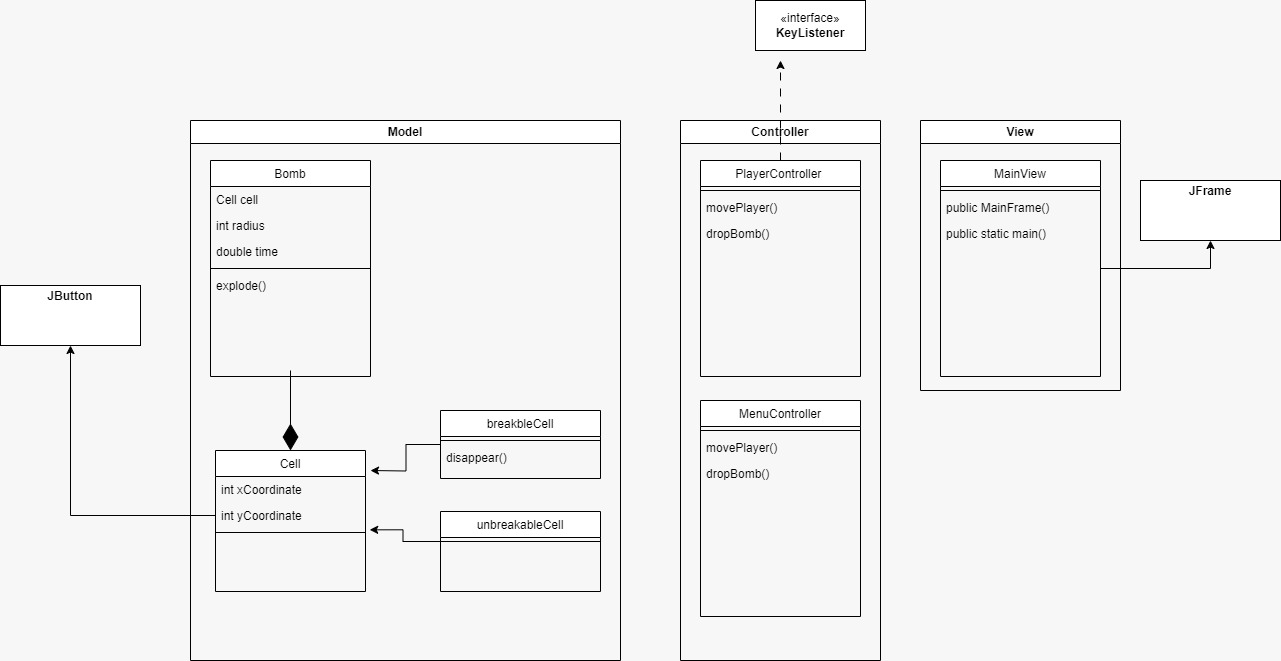 «interface»
KeyListener
Model
Bomb
Cell cell
int radius
double time
explode()
JButton
breakbleCell
disappear()
Cell
int xCoordinate
int yCoordinate
unbreakableCell
Controller
PlayerController
movePlayer()
dropBomb()
MenuController
movePlayer()
dropBomb()
View
MainView
public MainFrame()
public static main()
JFrame